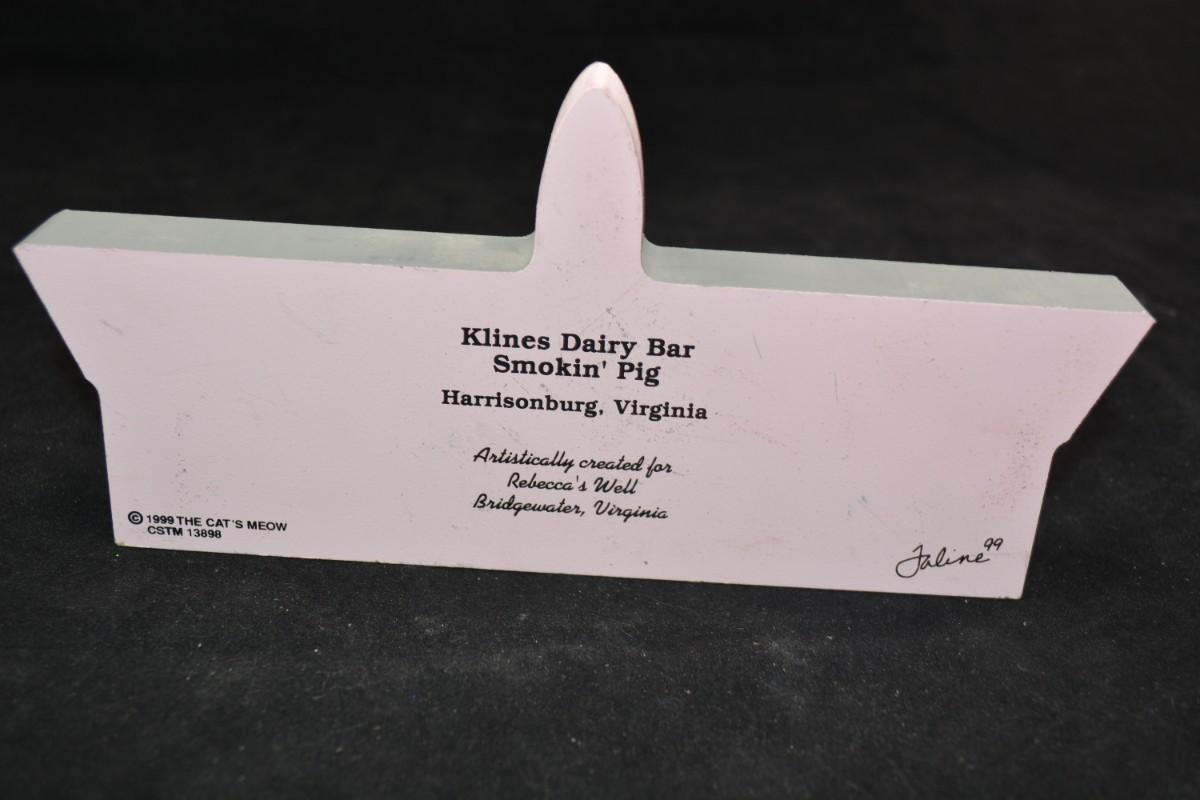 Klines Dairy Bar
Smokin' Pig
Harrisonburg, Virginia
Artistically created for
Rebecca's Well
Bridgewater, Virginia
© 1999 THE CAT'S MEOW
CSTM 13898
Faline 99